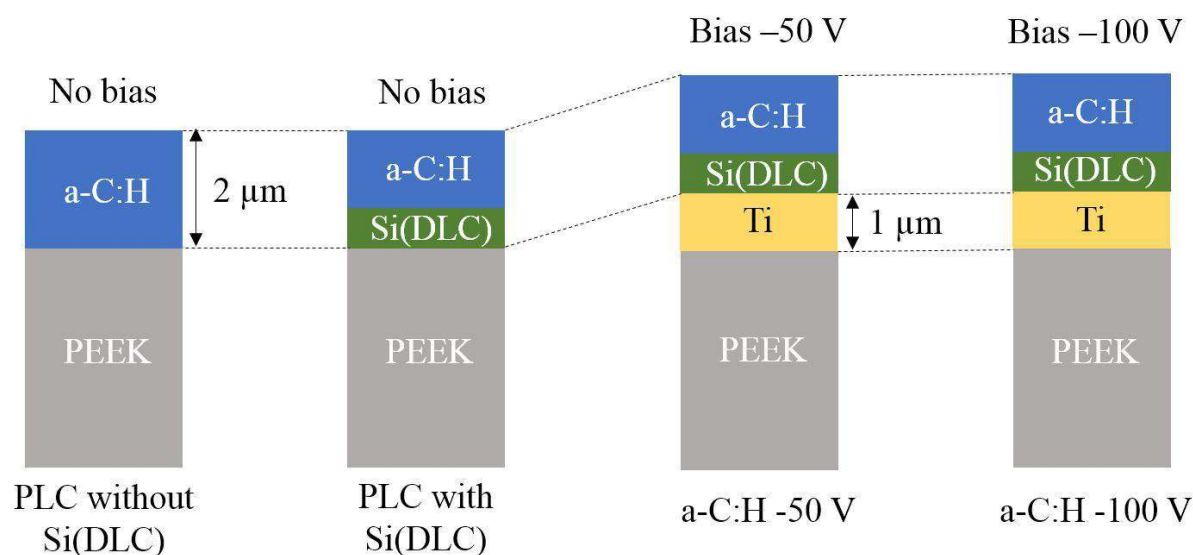 No bias
a-C:H
2 µm
PEEK
PLC without
Si(DLC)
No bias
a-C:H
Si(DLC)
PEEK
PLC with
Si(DLC)
Bias –50 V
a-C:H
Si(DLC)
Ti
1 µm
PEEK
a-C:H -50 V
Bias –100 V
a-C:H
Si(DLC)
Ti
PEEK
a-C:H -100 V